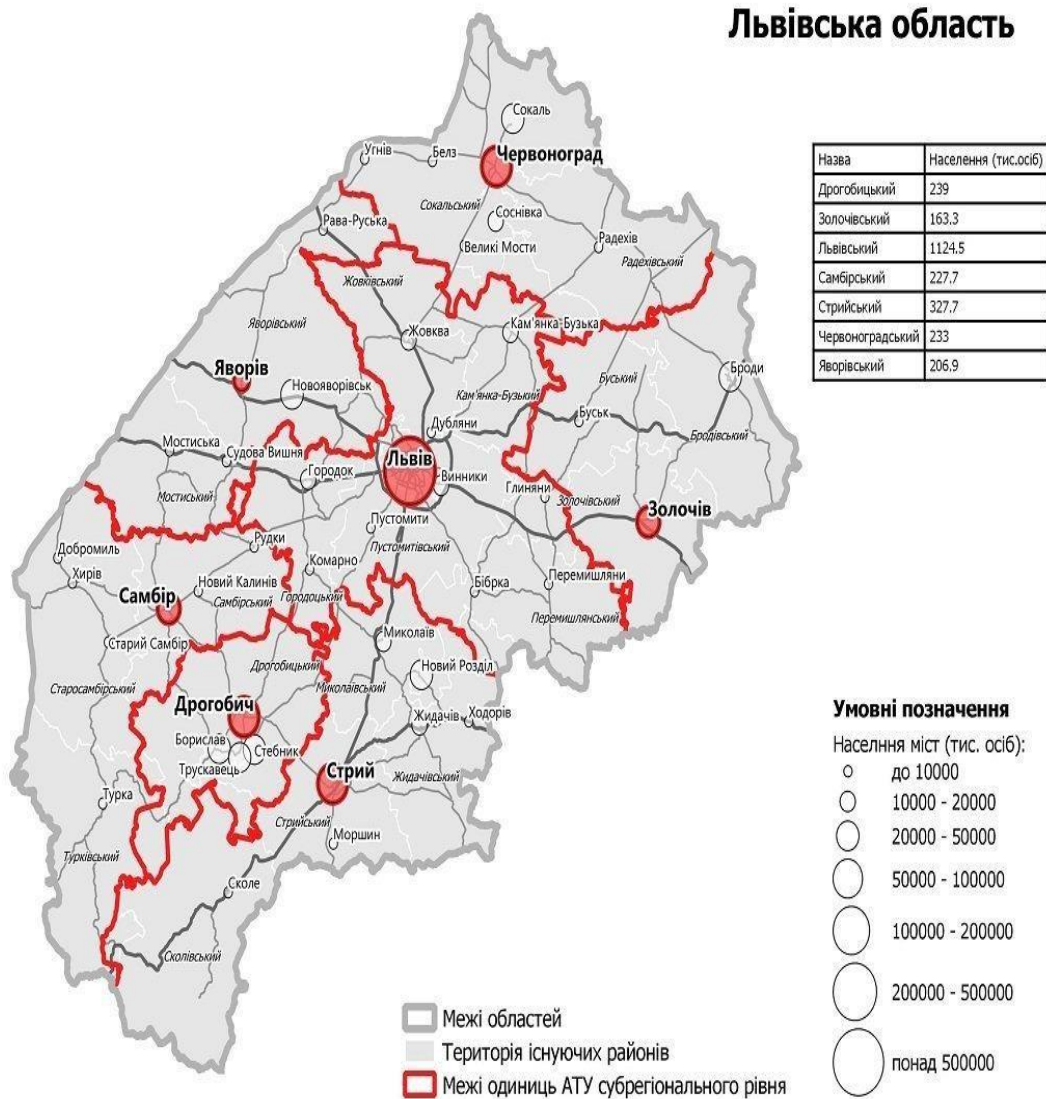 Львівська область
Назва Населення (тис.осіб)
Дрогобицький 239
Золочівський 163.3
Львівський 1124.5
Самбірський 227.7
Стрийський 327.7
Червоноградський 233
Яворівський 206,9
Сокаль
Червоноград
Угнів
Белз
Сокальський
Соснівка
Рава-Руська
Великі Мости
Радехів
Радехівський
Жовківський
Яворівський
Жовква
Кам'янка-Бузька
Яворів
Новояворівськ
Кам'янка-Бузький
Буський
Броди
Дубляни
Буськ
Бродівський
Мостиська
Судова Вишня
Львів
Городок
Винники
Мостиський
Глиняни
Золочівський
Золочів
Пустомити
Пустомитівський
Рудки
Добромиль
Комарно
Хирів
Новий Калинів
Бібрка
Перемишляни
Самбір
Самбірський
Городоцький
Перемишлянський
Старий Самбір
Миколаїв
Дрогобицький
Новий Розділ
Старосамбірський
Миколаївський
Дрогобич
Жидачів
Ходорів
Борислав
Стебник
Трускавець
Стрий
Жидачівський
Турка
Стрийський
Моршин
Турківський
Сколе
Сколівський
Умовні позначення
Населння міст (тис. осіб):
до 10000
10000 - 20000
20000 - 50000
50000 - 100000
100000 - 200000
200000 - 500000
понад 500000
Межі областей
Територія існуючих районів
Межі одиниць АТУ субрегіонального рівня